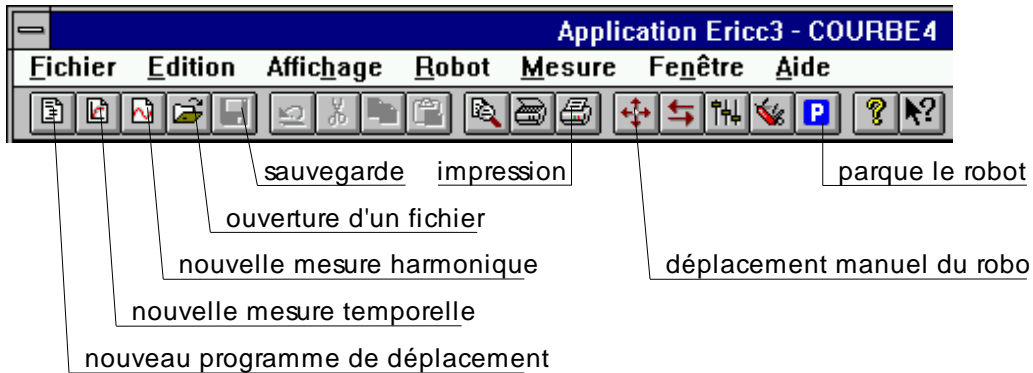 Application Ericc3 - COURBE4
Fichier Edition Affichage Robot Mesure Fenêtre Aide
P ? ?
sauvegarde impression parque le robot
ouverture d'un fichier
nouvelle mesure harmonique déplacement manuel du robo
nouvelle mesure temporelle
nouveau programme de déplacement